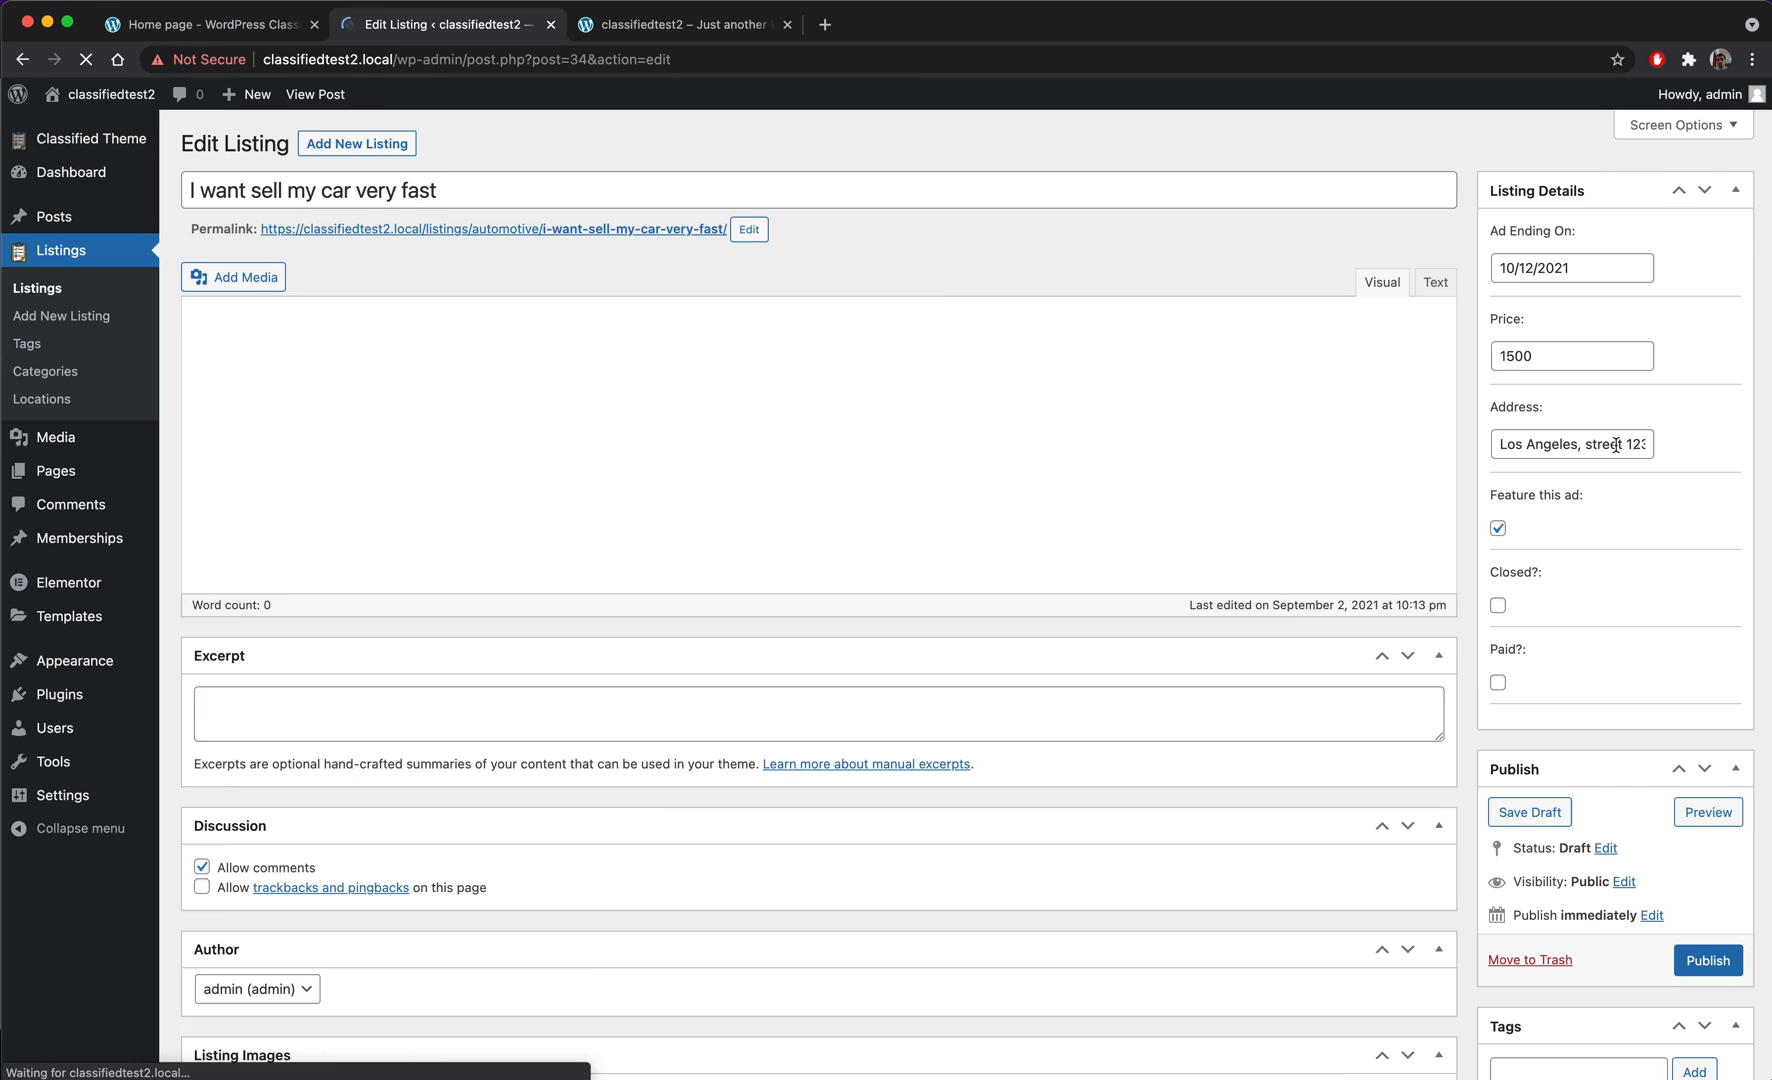 Home page - WordPress Class
Edit Listing ‹ classifiedtest2 —
classifiedtest2 – Just another
Not Secure
classifiedtest2.local/wp-admin/post.php?post=34&action=edit
classifiedtest2
0
New
View Post
Howdy, admin
Classified Theme
Dashboard
Posts
Listings
Listings
Add New Listing
Tags
Categories
Locations
Media
Pages
Comments
Memberships
Elementor
Templates
Appearance
Plugins
Users
Tools
Settings
Collapse menu
Screen Options
Edit Listing
Add New Listing
I want sell my car very fast
Permalink: https://classifiedtest2.local/listings/automotive/i-want-sell-my-car-very-fast/ Edit
Add Media
Visual
Text
Word count: 0
Last edited on September 2, 2021 at 10:13 pm
Excerpt
Excerpts are optional hand-crafted summaries of your content that can be used in your theme. Learn more about manual excerpts.
Discussion
Allow comments
Allow trackbacks and pingbacks on this page
Author
admin (admin)
Listing Images
Listing Details
Ad Ending On:
10/12/2021
Price:
1500
Address:
Los Angeles, street 123
Feature this ad:
Closed?:
Paid?:
Publish
Save Draft
Preview
Status: Draft Edit
Visibility: Public Edit
Publish immediately Edit
Move to Trash
Publish
Tags
Add
Waiting for classifiedtest2.local...